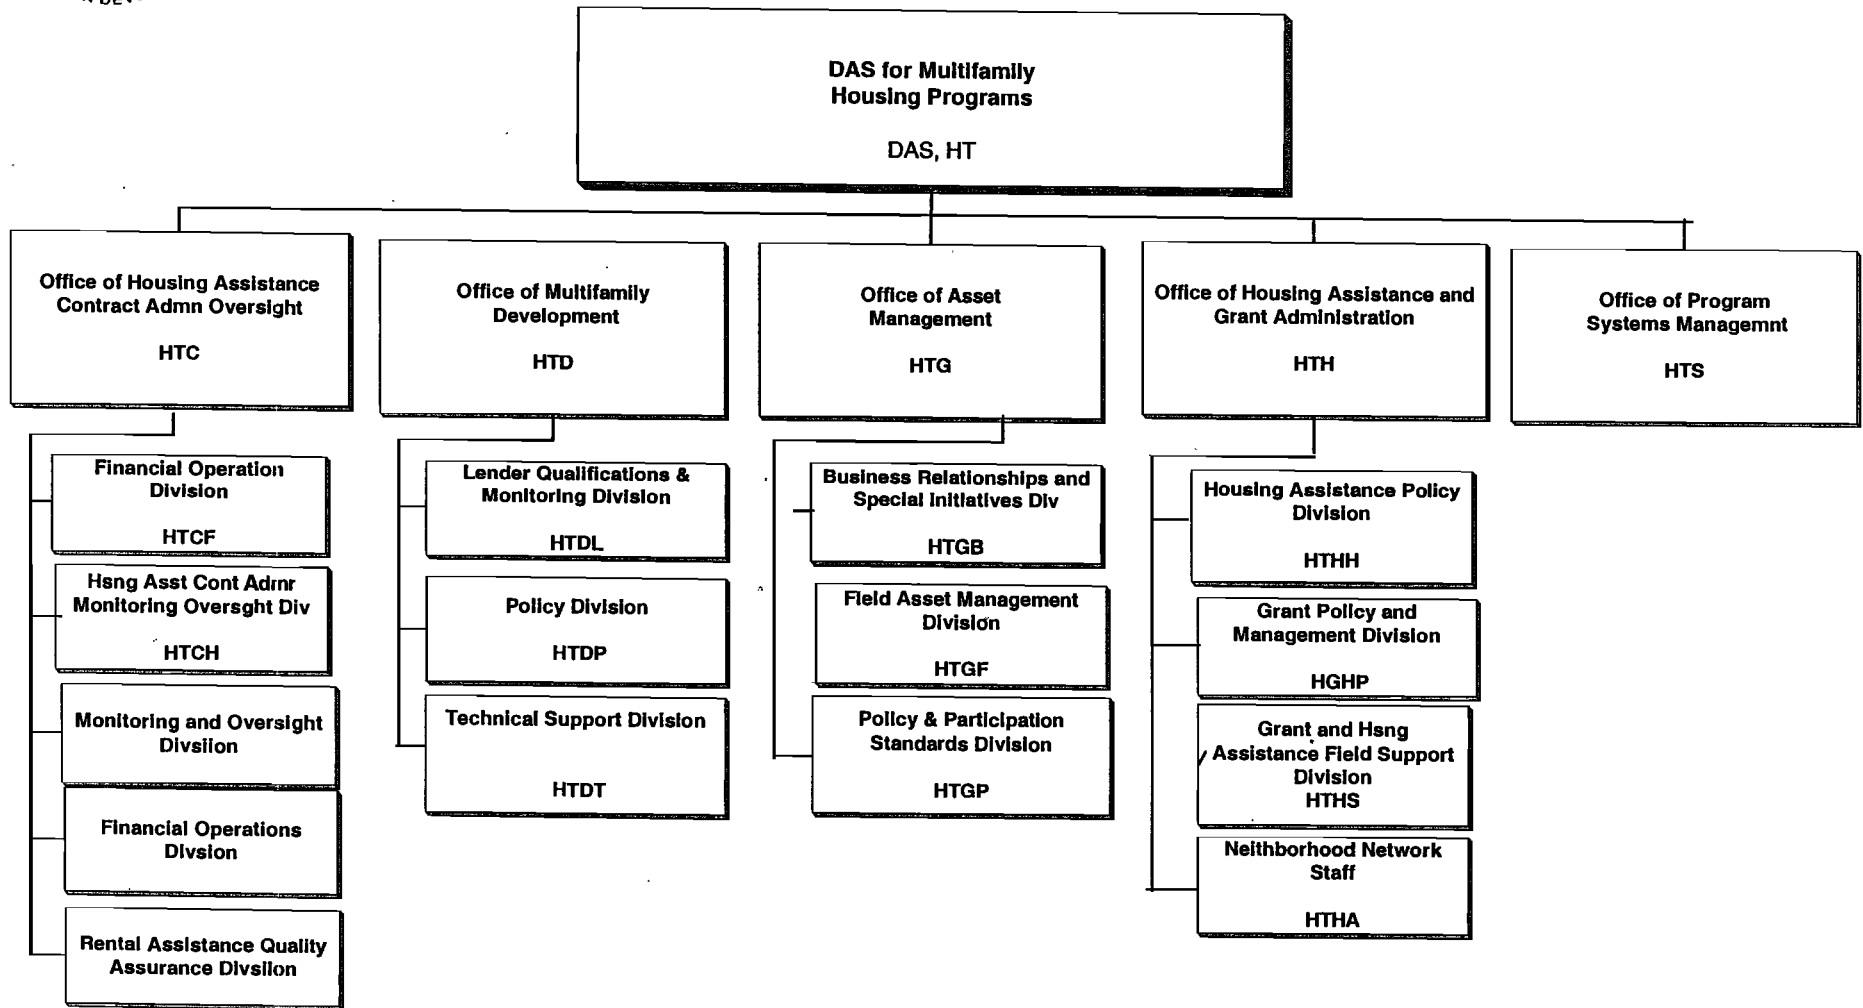 DAS for Multifamily
Housing Programs
DAS, HT
Office of Housing Assistance
Contract Admn Oversight
HTC
Office of Multifamily
Development
HTD
Office of Asset
Management
HTG
Office of Housing Assistance and
Grant Administration
HTH
Office of Program
Systems Managemnt
HTS
Financial Operation
Division
HTCF
Hsng Asst Cont Admnr
Monitoring Oversght Div
HTCH
Monitoring and Oversight
Divsiion
Financial Operations
Divsion
Rental Assistance Quality
Assurance Divsiion
Lender Qualifications &
Monitoring Division
HTDL
Policy Division
HTDP
Technical Support Division
HTDT
Business Relationships and
Special Initiatives Div
HTGB
Field Asset Management
Division
HTGF
Policy & Participation
Standards Division
HTGP
Housing Assistance Policy
Division
HTHH
Grant Policy and
Management Division
HGHP
Grant and Hsng
Assistance Field Support
Division
HTHS
Neithborhood Network
Staff
HTHA